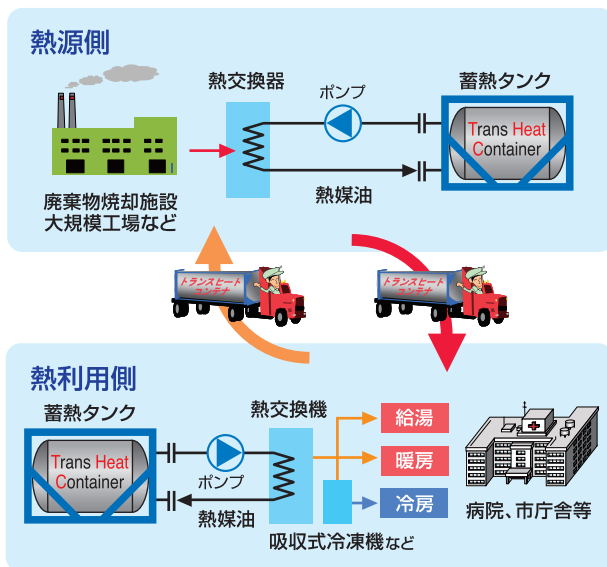 熱源側
熱交換器
ポンプ
蓄熱タンク
Trans Heat
Container
熱媒油
廃棄物焼却施設
大規模工場など
トランスヒート
コンテナ
トランスヒート
コンテナ
熱利用側
蓄熱タンク
熱交換機
給湯
Trans Heat
Container
ポンプ
暖房
熱媒油
冷房
吸収式冷凍機など
病院、市庁舎等